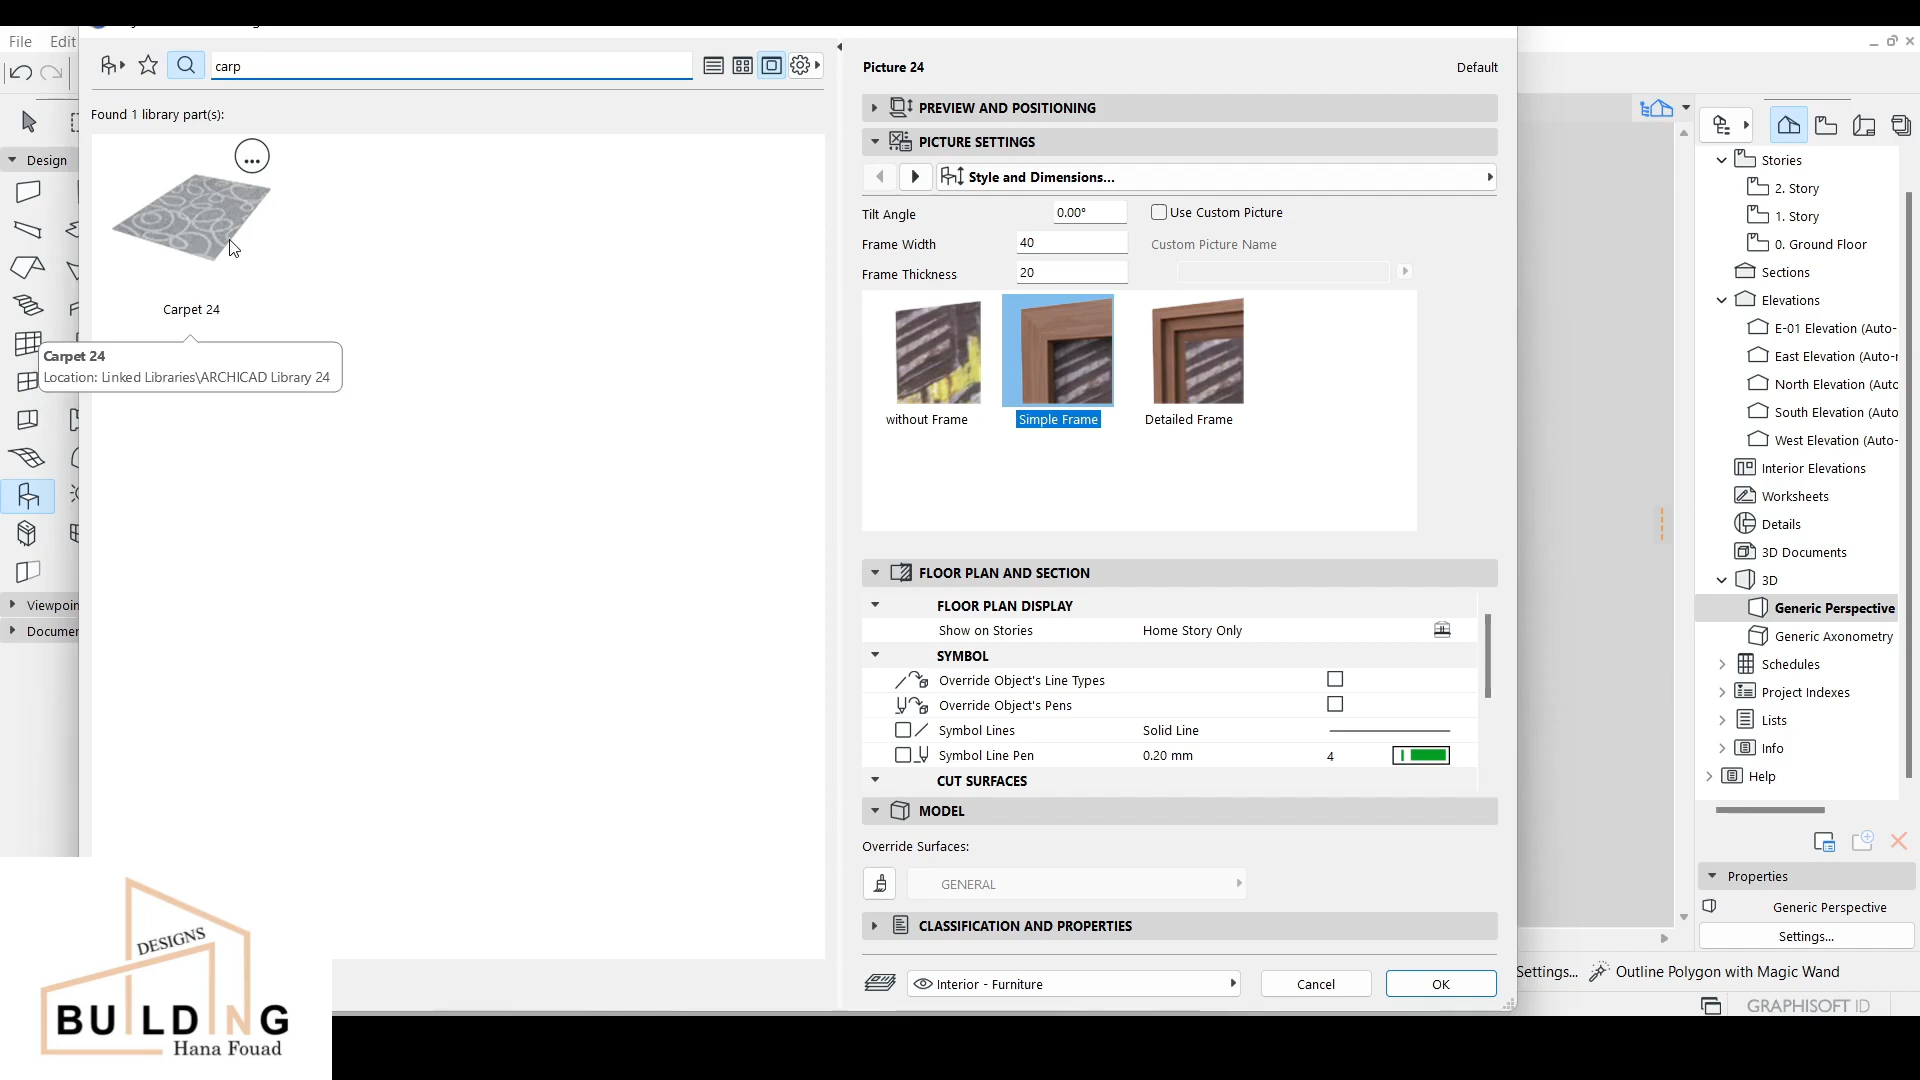 File Edit
carp
Found 1 library part(s):
Carpet 24
Carpet 24
Location: Linked Libraries\ARCHICAD Library 24
Design
Viewpoin
Documen
Picture 24
Default
PREVIEW AND POSITIONING
PICTURE SETTINGS
Style and Dimensions...
Tilt Angle
0.00°
Use Custom Picture
Frame Width
40
Custom Picture Name
Frame Thickness
20
without Frame
Simple Frame
Detailed Frame
FLOOR PLAN AND SECTION
FLOOR PLAN DISPLAY
Show on Stories
Home Story Only
SYMBOL
Override Object's Line Types
Override Object's Pens
Symbol Lines
Solid Line
Symbol Line Pen
0.20 mm
4
CUT SURFACES
MODEL
Override Surfaces:
GENERAL
CLASSIFICATION AND PROPERTIES
Interior - Furniture
Cancel
OK
Stories
2. Story
1. Story
0. Ground Floor
Sections
Elevations
E-01 Elevation (Auto-
East Elevation (Auto-r
North Elevation (Auto
South Elevation (Auto
West Elevation (Auto-
Interior Elevations
Worksheets
Details
3D Documents
3D
Generic Perspective
Generic Axonometry
Schedules
Project Indexes
Lists
Info
Help
Properties
Generic Perspective
Settings...
Settings...
Outline Polygon with Magic Wand
GRAPHISOFT ID
DESIGNS
BUILDING
Hana Fouad